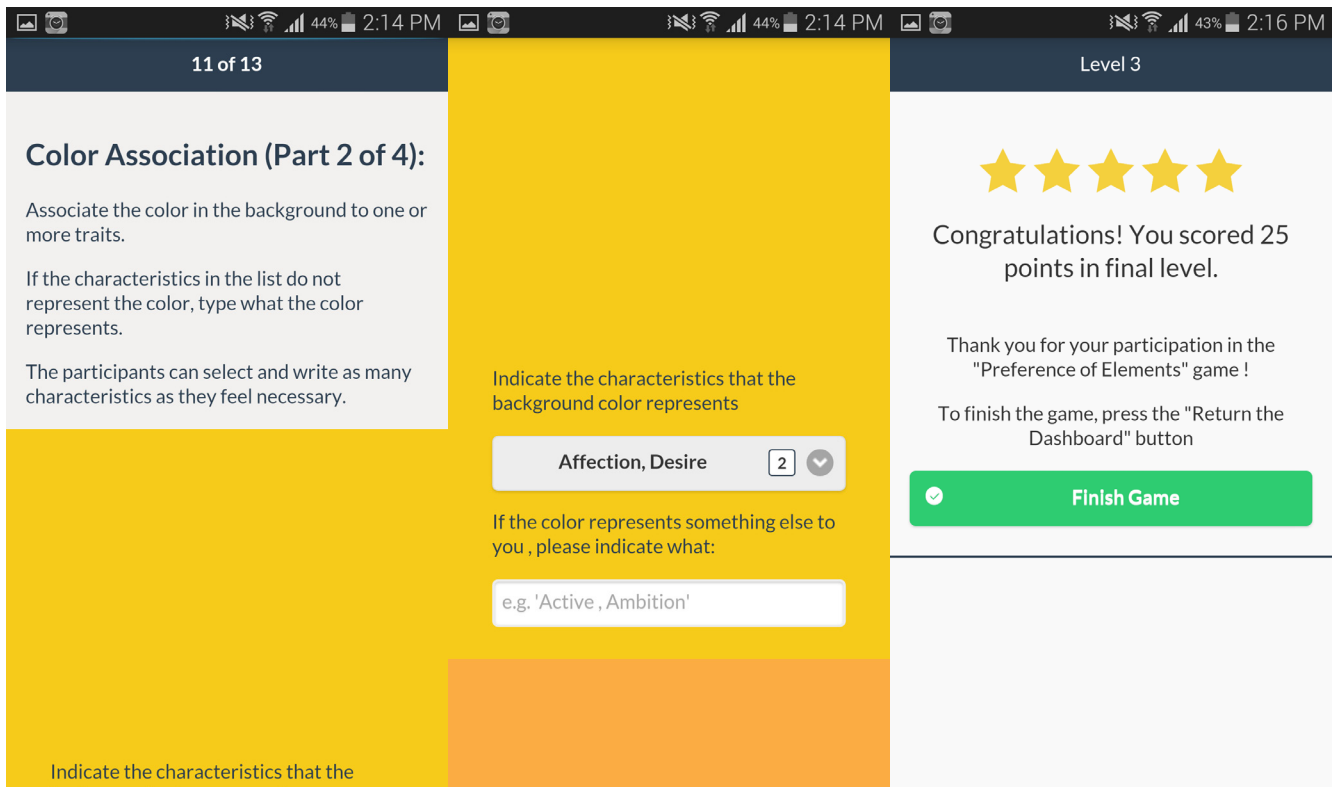 44% 2:14 PM
11 of 13
Color Association (Part 2 of 4):
Associate the color in the background to one or
more traits.
If the characteristics in the list do not
represent the color, type what the color
represents.
The participants can select and write as many
characteristics as they feel necessary.
Indicate the characteristics that the
44% 2:14 PM
Indicate the characteristics that the
background color represents
Affection, Desire 2
If the color represents something else to
you , please indicate what:
e.g. 'Active , Ambition'
43% 2:16 PM
Level 3
Congratulations! You scored 25
points in final level.
Thank you for your participation in the
"Preference of Elements" game !
To finish the game, press the "Return the
Dashboard" button
Finish Game